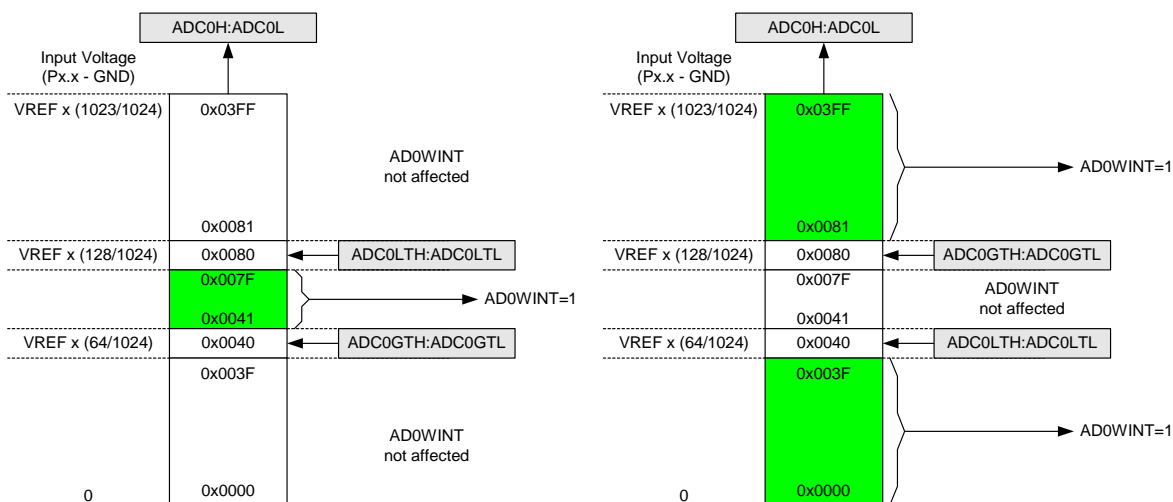 ADC0H:ADC0L
Input Voltage
(Px.x - GND)
VREF x (1023/1024)
0x03FF
AD0WINT
not affected
0x0081
VREF x (128/1024)
0x0080
ADC0LTH:ADC0LTL
0x007F
AD0WINT=1
0x0041
VREF x (64/1024)
0x0040
ADC0GTH:ADC0GTL
0x003F
AD0WINT
not affected
0
0x0000
ADC0H:ADC0L
Input Voltage
(Px.x - GND)
VREF x (1023/1024)
0x03FF
AD0WINT=1
0x0081
VREF x (128/1024)
0x0080
ADC0GTH:ADC0GTL
0x007F
AD0WINT
not affected
0x0041
VREF x (64/1024)
0x0040
ADC0LTH:ADC0LTL
0x003F
AD0WINT=1
0
0x0000